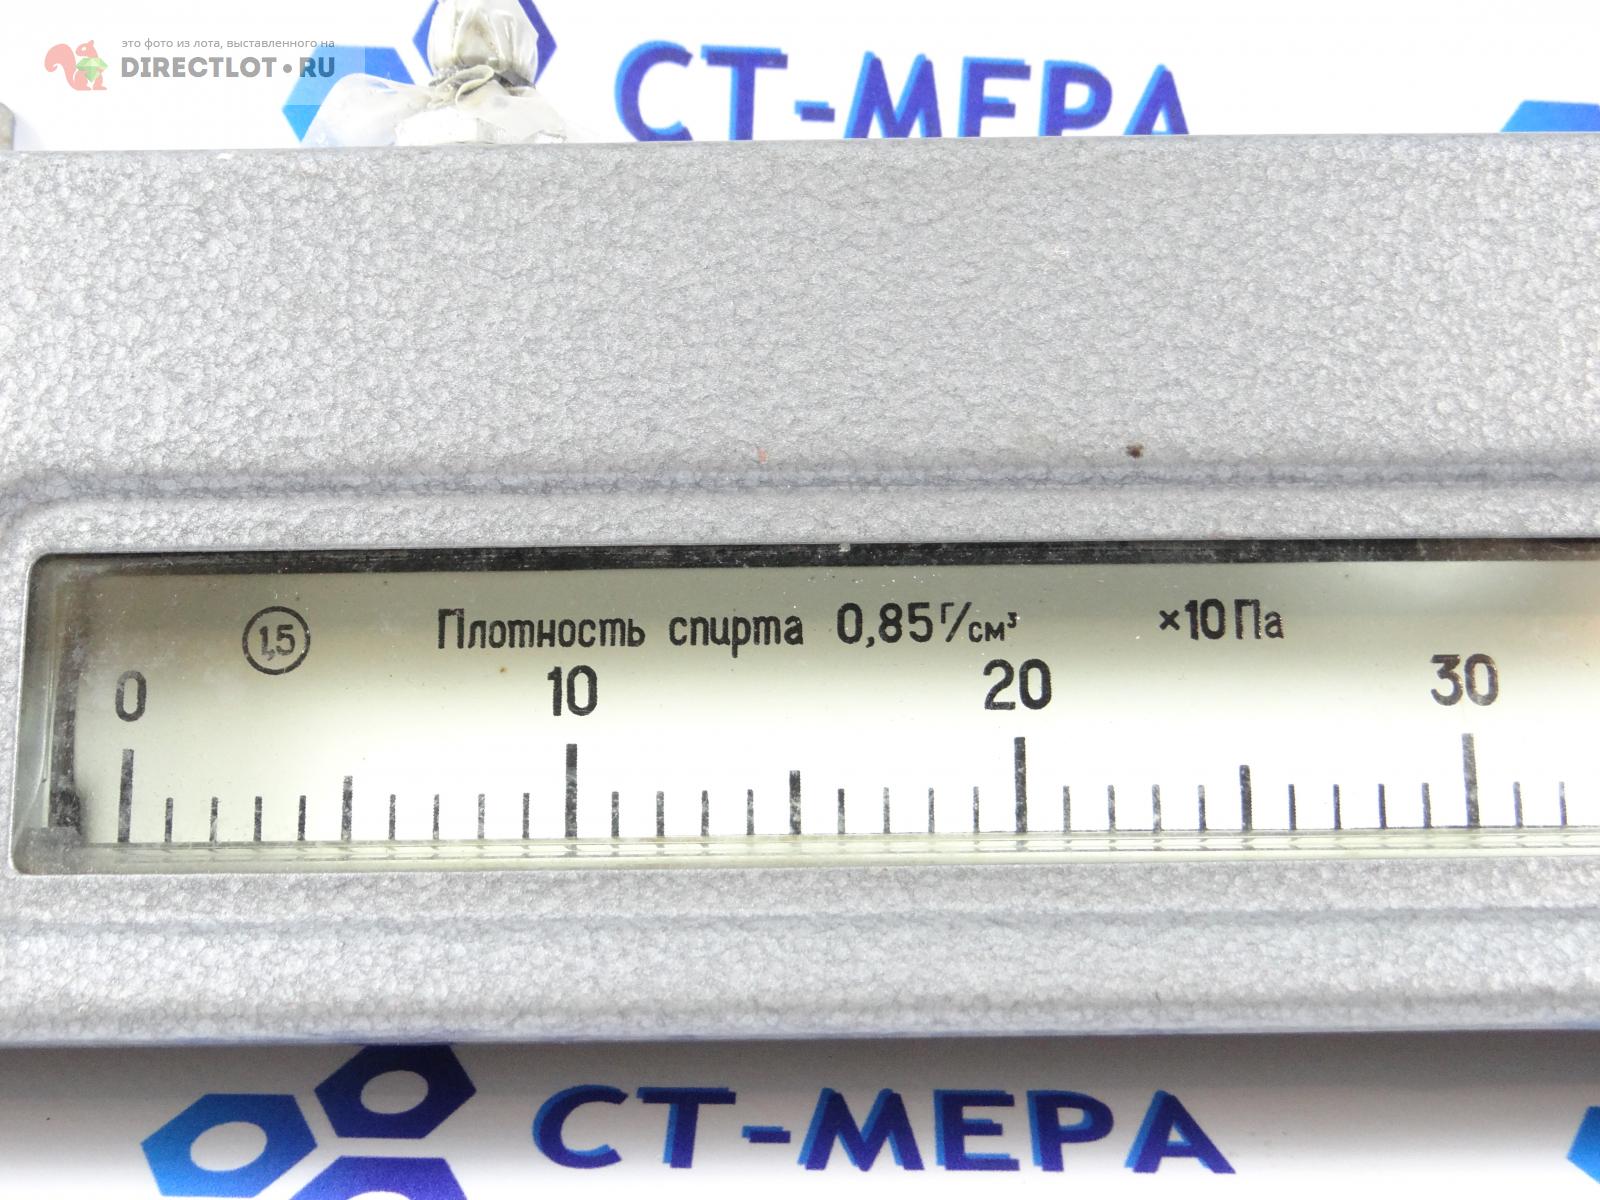 это фото из лота, выставленного на
DIRECTLOT.RU
СТ-МЕРА
1,5 Плотность спирта 0,85 Г/см³ ×10 Па
0 10 20 30
СТ-МЕРА